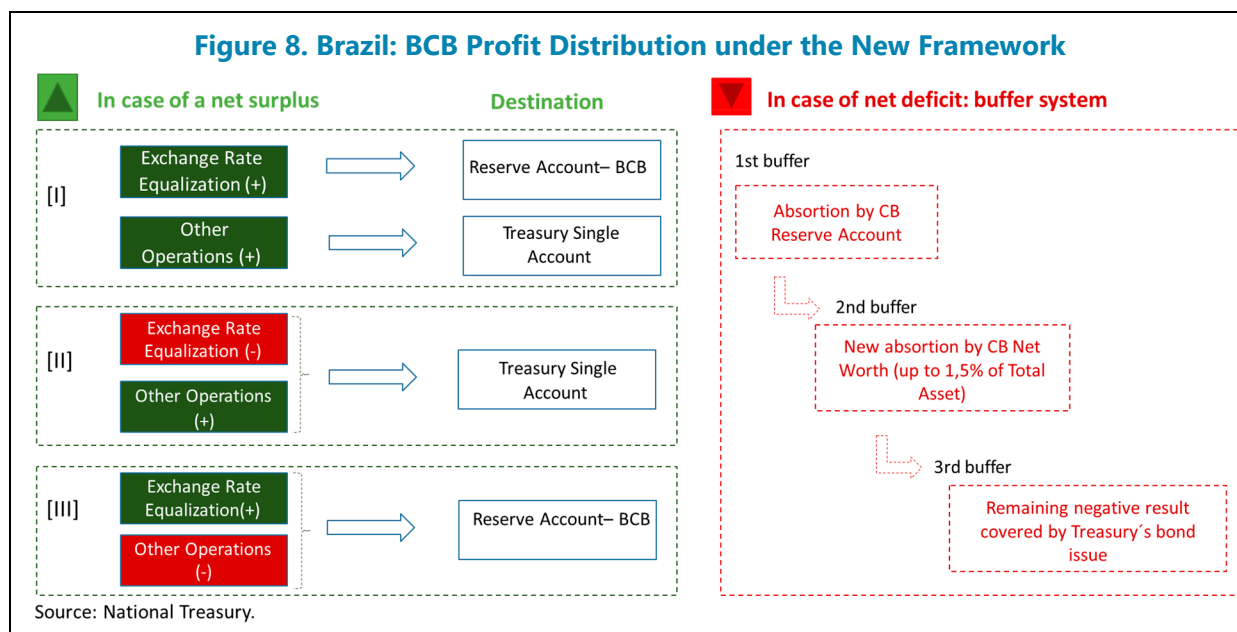 Figure 8. Brazil: BCB Profit Distribution under the New Framework
In case of a net surplus
Destination
[I]
Exchange Rate
Equalization (+)
Reserve Account– BCB
Other
Operations (+)
Treasury Single
Account
[II]
Exchange Rate
Equalization (-)
Other Operations
(+)
Treasury Single
Account
[III]
Exchange Rate
Equalization(+)
Other Operations
(-)
Reserve Account– BCB
In case of net deficit: buffer system
1st buffer
Absortion by CB
Reserve Account
2nd buffer
New absortion by CB Net
Worth (up to 1,5% of Total
Asset)
3rd buffer
Remaining negative result
covered by Treasury´s bond
issue
Source: National Treasury.